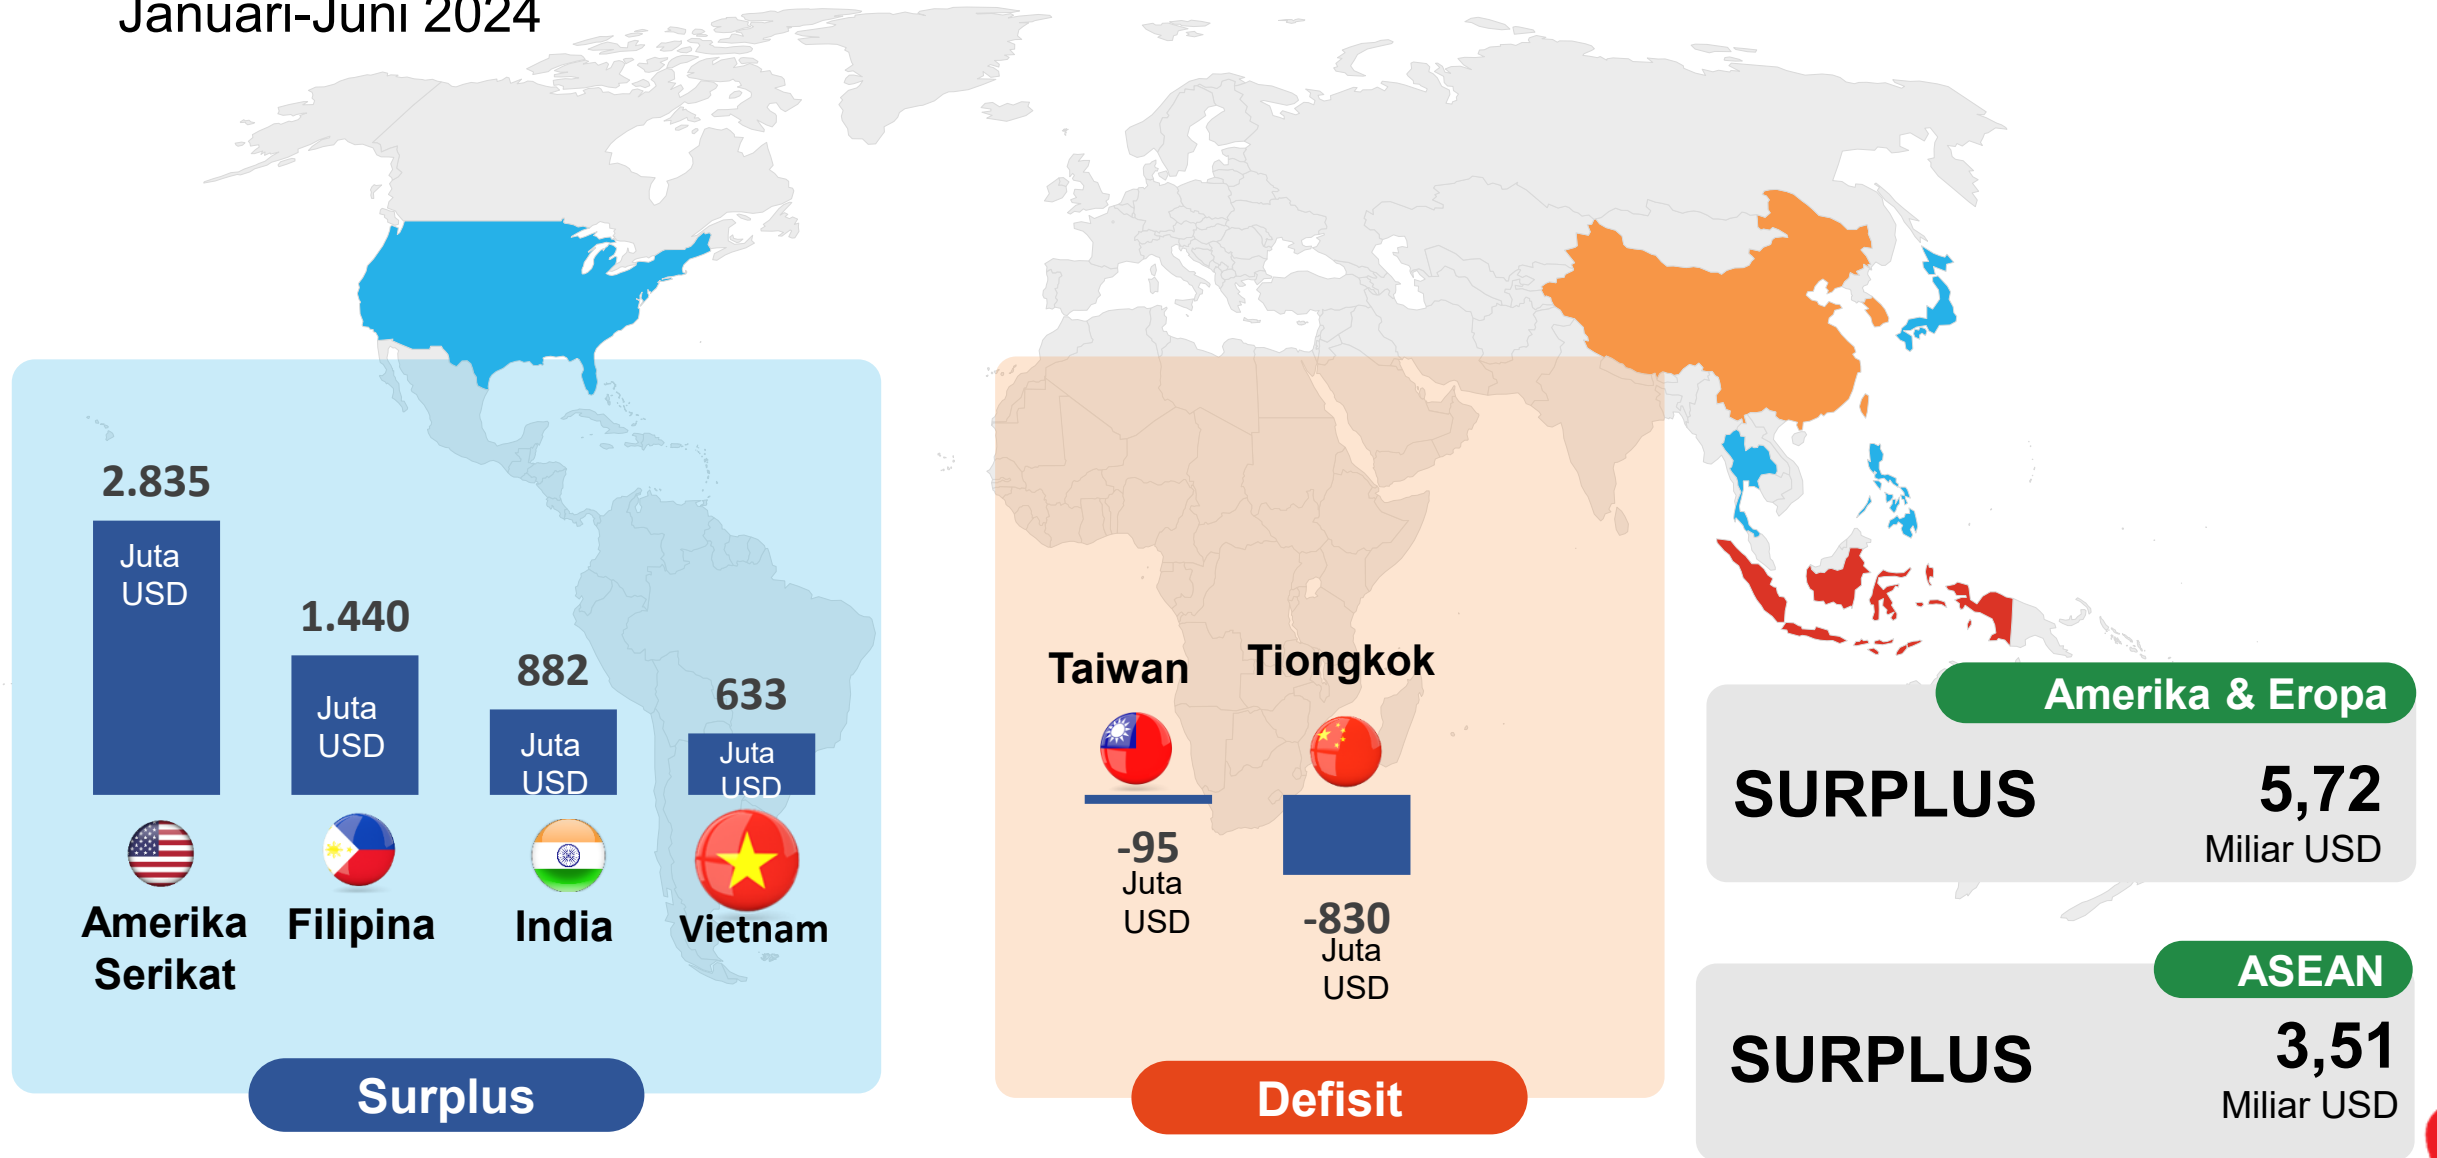 Januari-Juni 2024
2.835
Juta
USD
Amerika
Serikat
1.440
Juta
USD
Filipina
882
Juta
USD
India
633
Juta
USD
Vietnam
Surplus
Taiwan
-95
Juta
USD
Tiongkok
-830
Juta
USD
Defisit
Amerika & Eropa
SURPLUS
5,72
Miliar USD
ASEAN
SURPLUS
3,51
Miliar USD